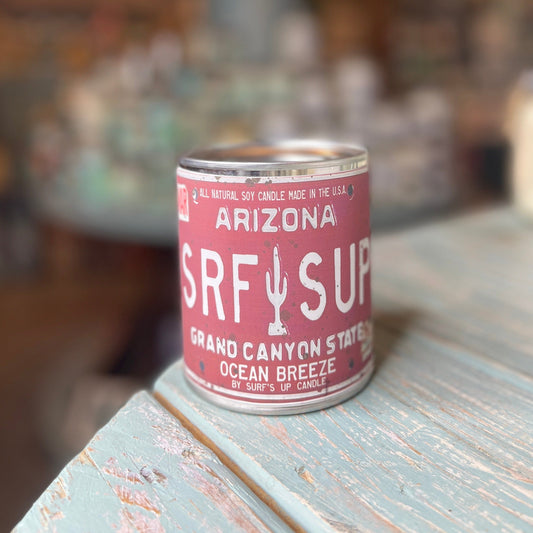 ALL NATURAL SOY CANDLE MADE IN THE U.S.A.
ARIZONA
SRF SUP
GRAND CANYON STATE
OCEAN BREEZE
BY SURF'S UP CANDLE